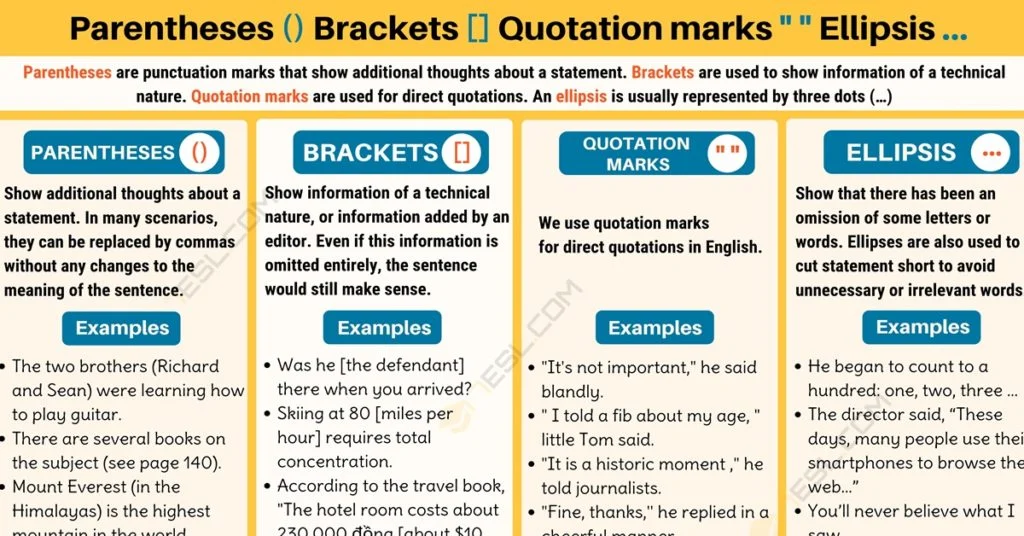 Parentheses () Brackets [] Quotation marks " " Ellipsis ...
Parentheses are punctuation marks that show additional thoughts about a statement. Brackets are used to show information of a technical
nature. Quotation marks are used for direct quotations. An ellipsis is usually represented by three dots (...)
PARENTHESES ()
Show additional thoughts about a
statement. In many scenarios,
they can be replaced by commas
without any changes to the
meaning of the sentence.
Examples
• The two brothers (Richard
and Sean) were learning how
to play guitar.
• There are several books on
the subject (see page 140).
• Mount Everest (in the
Himalayas) is the highest
mountain in the world
BRACKETS []
Show information of a technical
nature, or information added by an
editor. Even if this information is
omitted entirely, the sentence
would still make sense.
Examples
• Was he [the defendant]
there when you arrived?
• Skiing at 80 [miles per
hour] requires total
concentration.
• According to the travel book,
"The hotel room costs about
230,000 đồng [about $10
QUOTATION
MARKS " "
We use quotation marks
for direct quotations in English.
Examples
• "It's not important," he said
blandly.
• " I told a fib about my age, "
little Tom said.
• "It is a historic moment ," he
told journalists.
• "Fine, thanks," he replied in a
cheerful manner
ELLIPSIS ...
Show that there has been an
omission of some letters or
words. Ellipses are also used to
cut statement short to avoid
unnecessary or irrelevant words
Examples
• He began to count to a
hundred: one, two, three ...
• The director said, “These
days, many people use thei
smartphones to browse the
web...”
• You’ll never believe what I
saw
ESL.COM
ESL.COM
ESL.COM